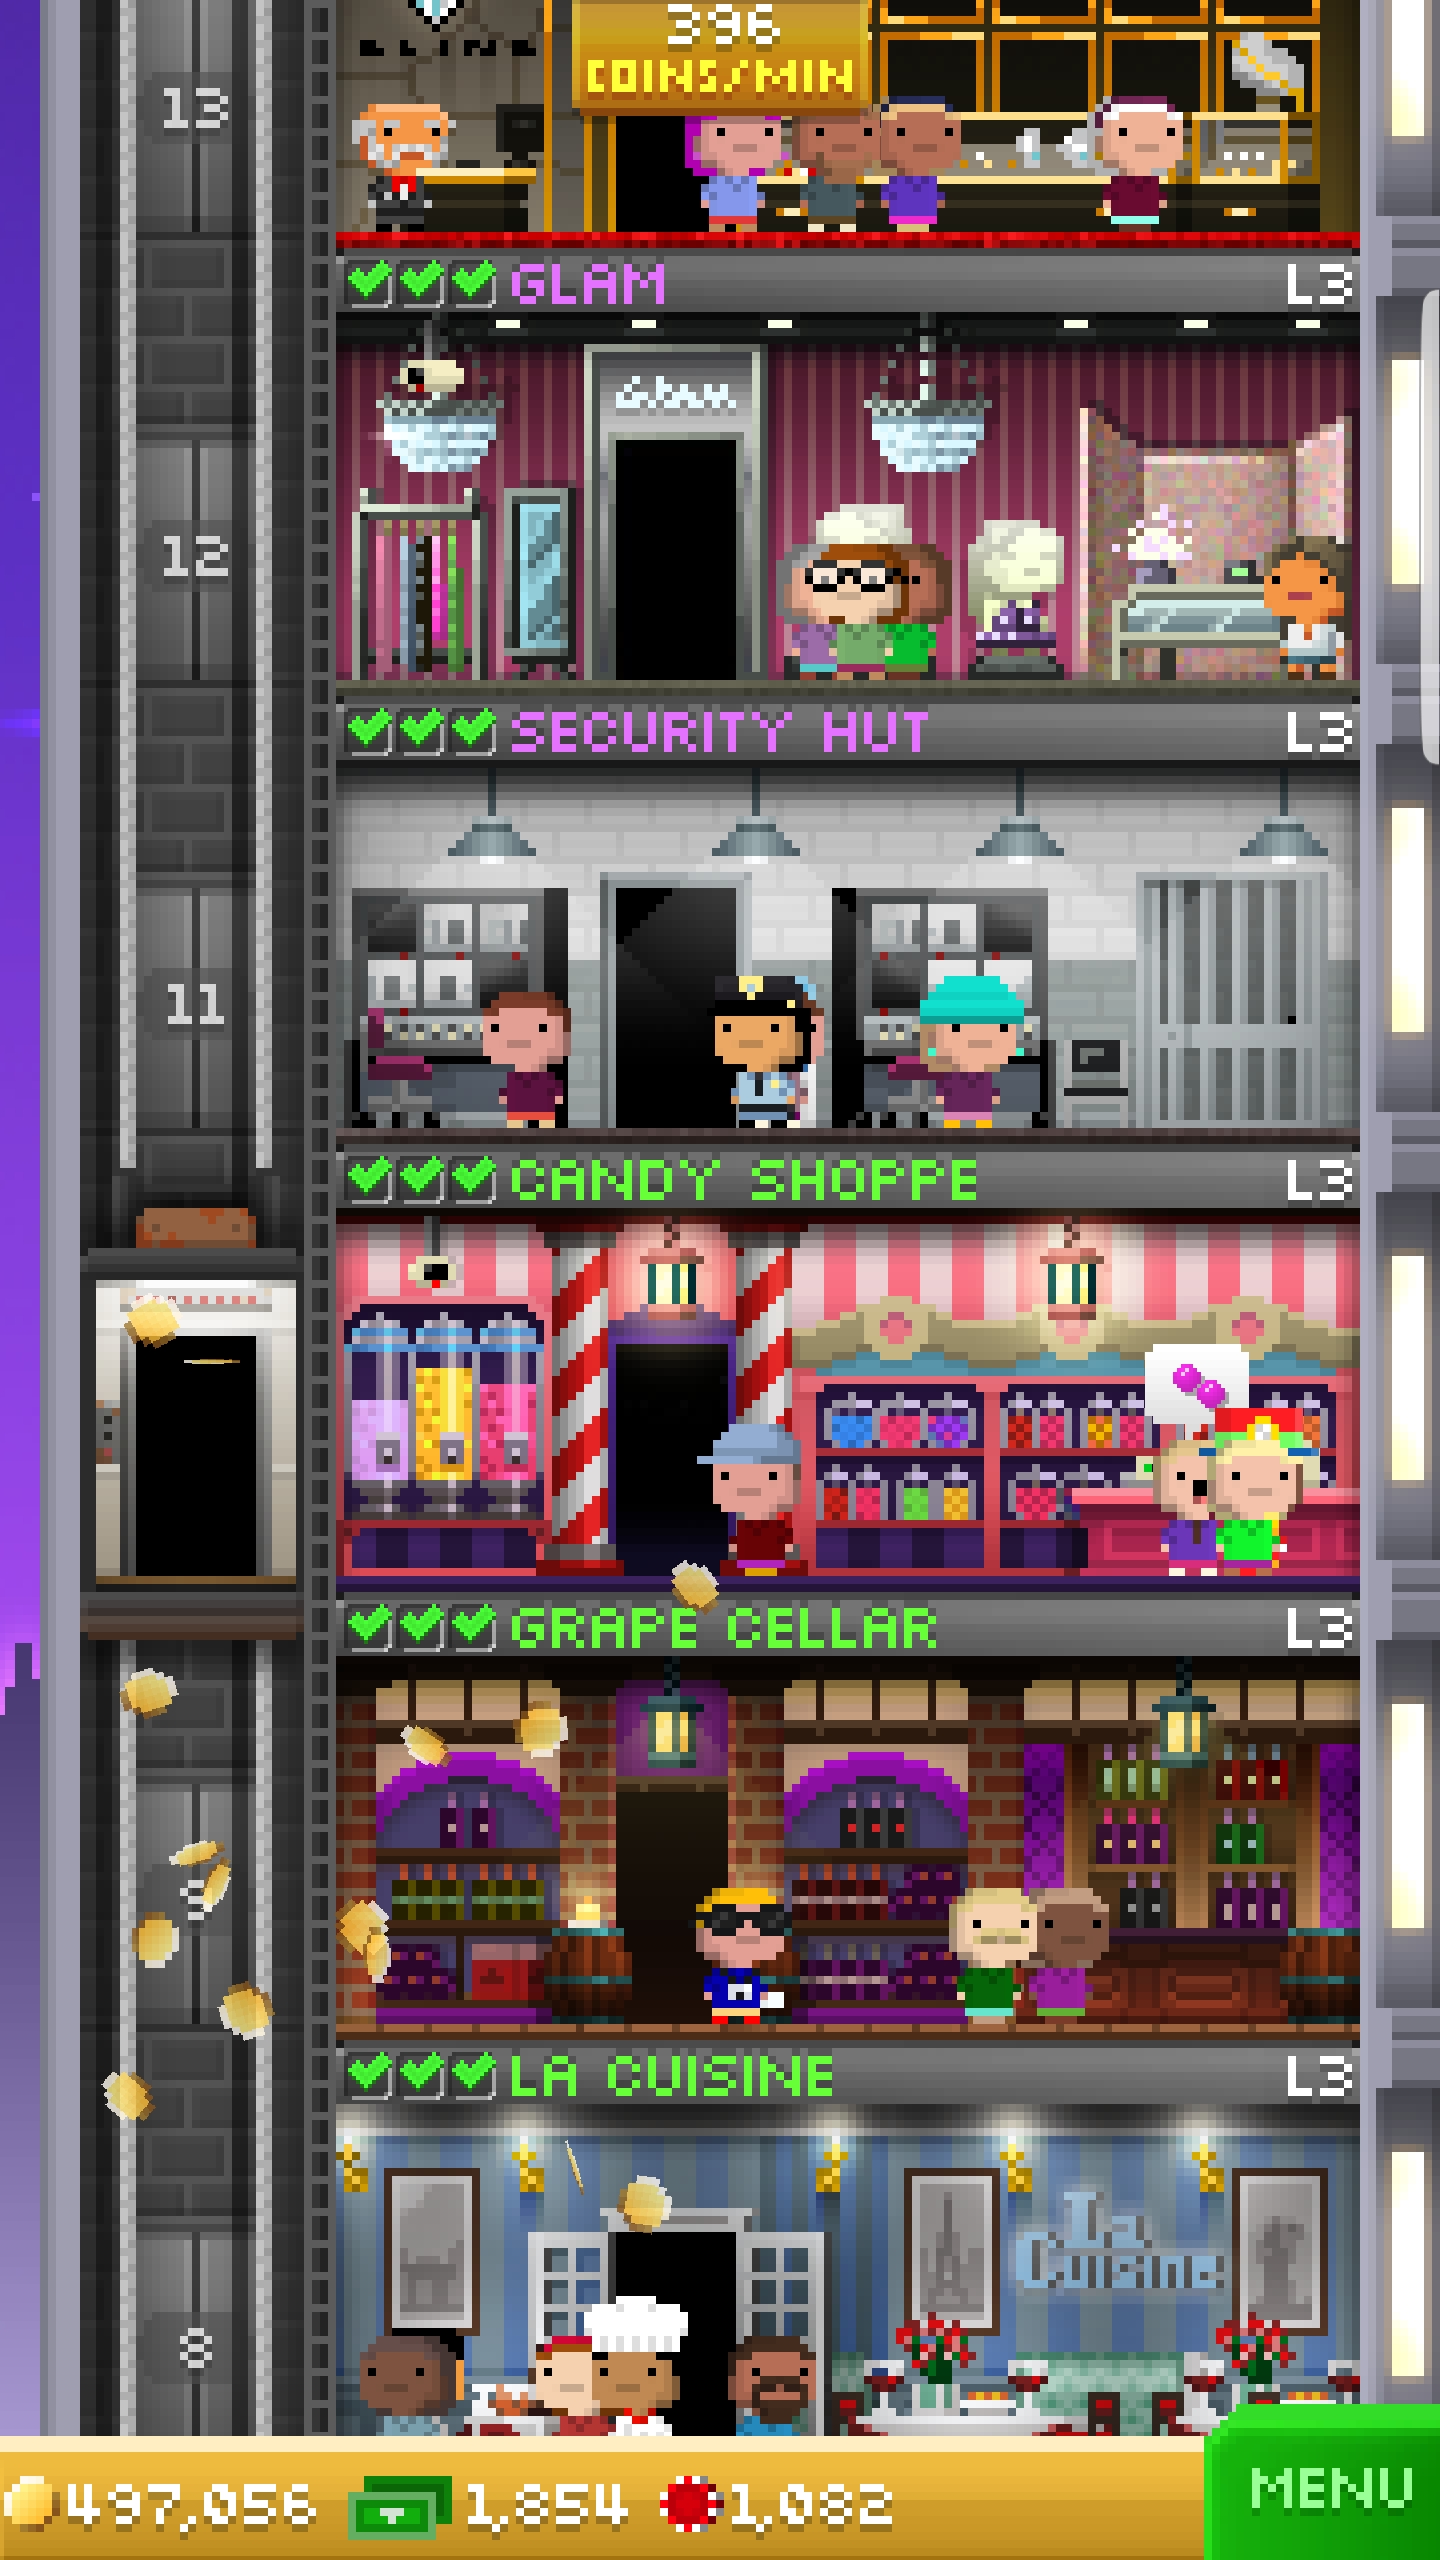 396
COINS/MIN
BLING
13
GLAM L3
Glam
12
SECURITY HUT L3
11
CANDY SHOPPE L3
GRAPE CELLAR L3
9
LA CUISINE L3
La
Cuisine
8
497,056 1,854 1,082
MENU